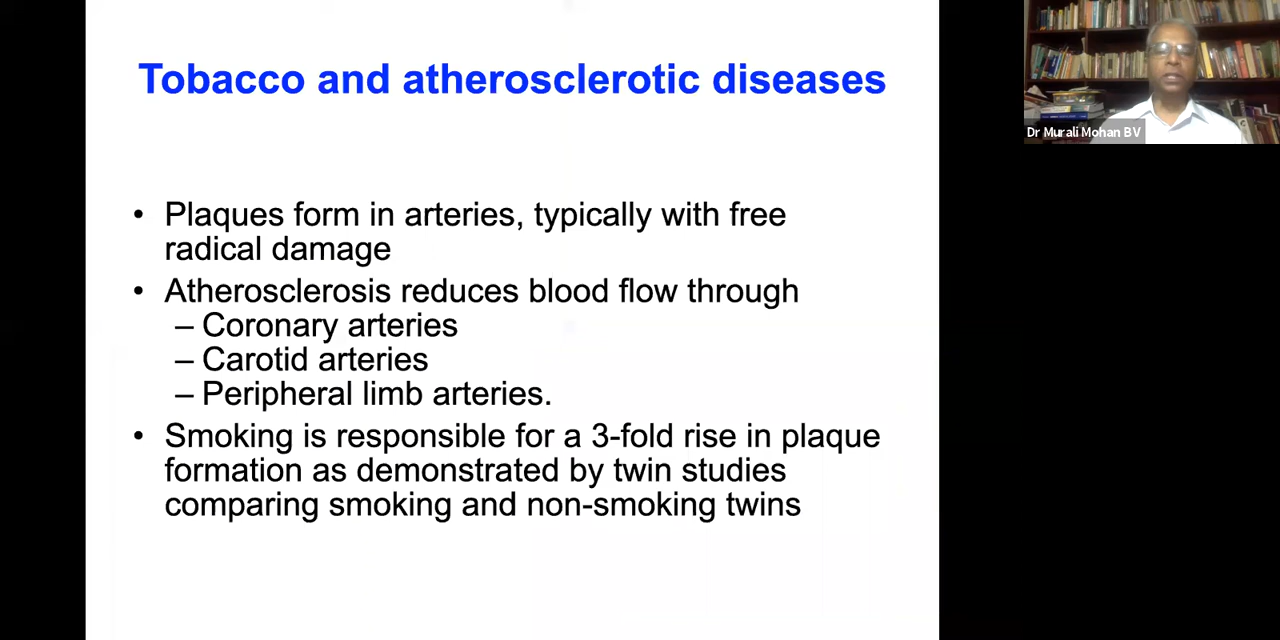 Tobacco and atherosclerotic diseases
• Plaques form in arteries, typically with free
radical damage
• Atherosclerosis reduces blood flow through
– Coronary arteries
– Carotid arteries
– Peripheral limb arteries.
• Smoking is responsible for a 3-fold rise in plaque
formation as demonstrated by twin studies
comparing smoking and non-smoking twins
Dr Murali Mohan BV